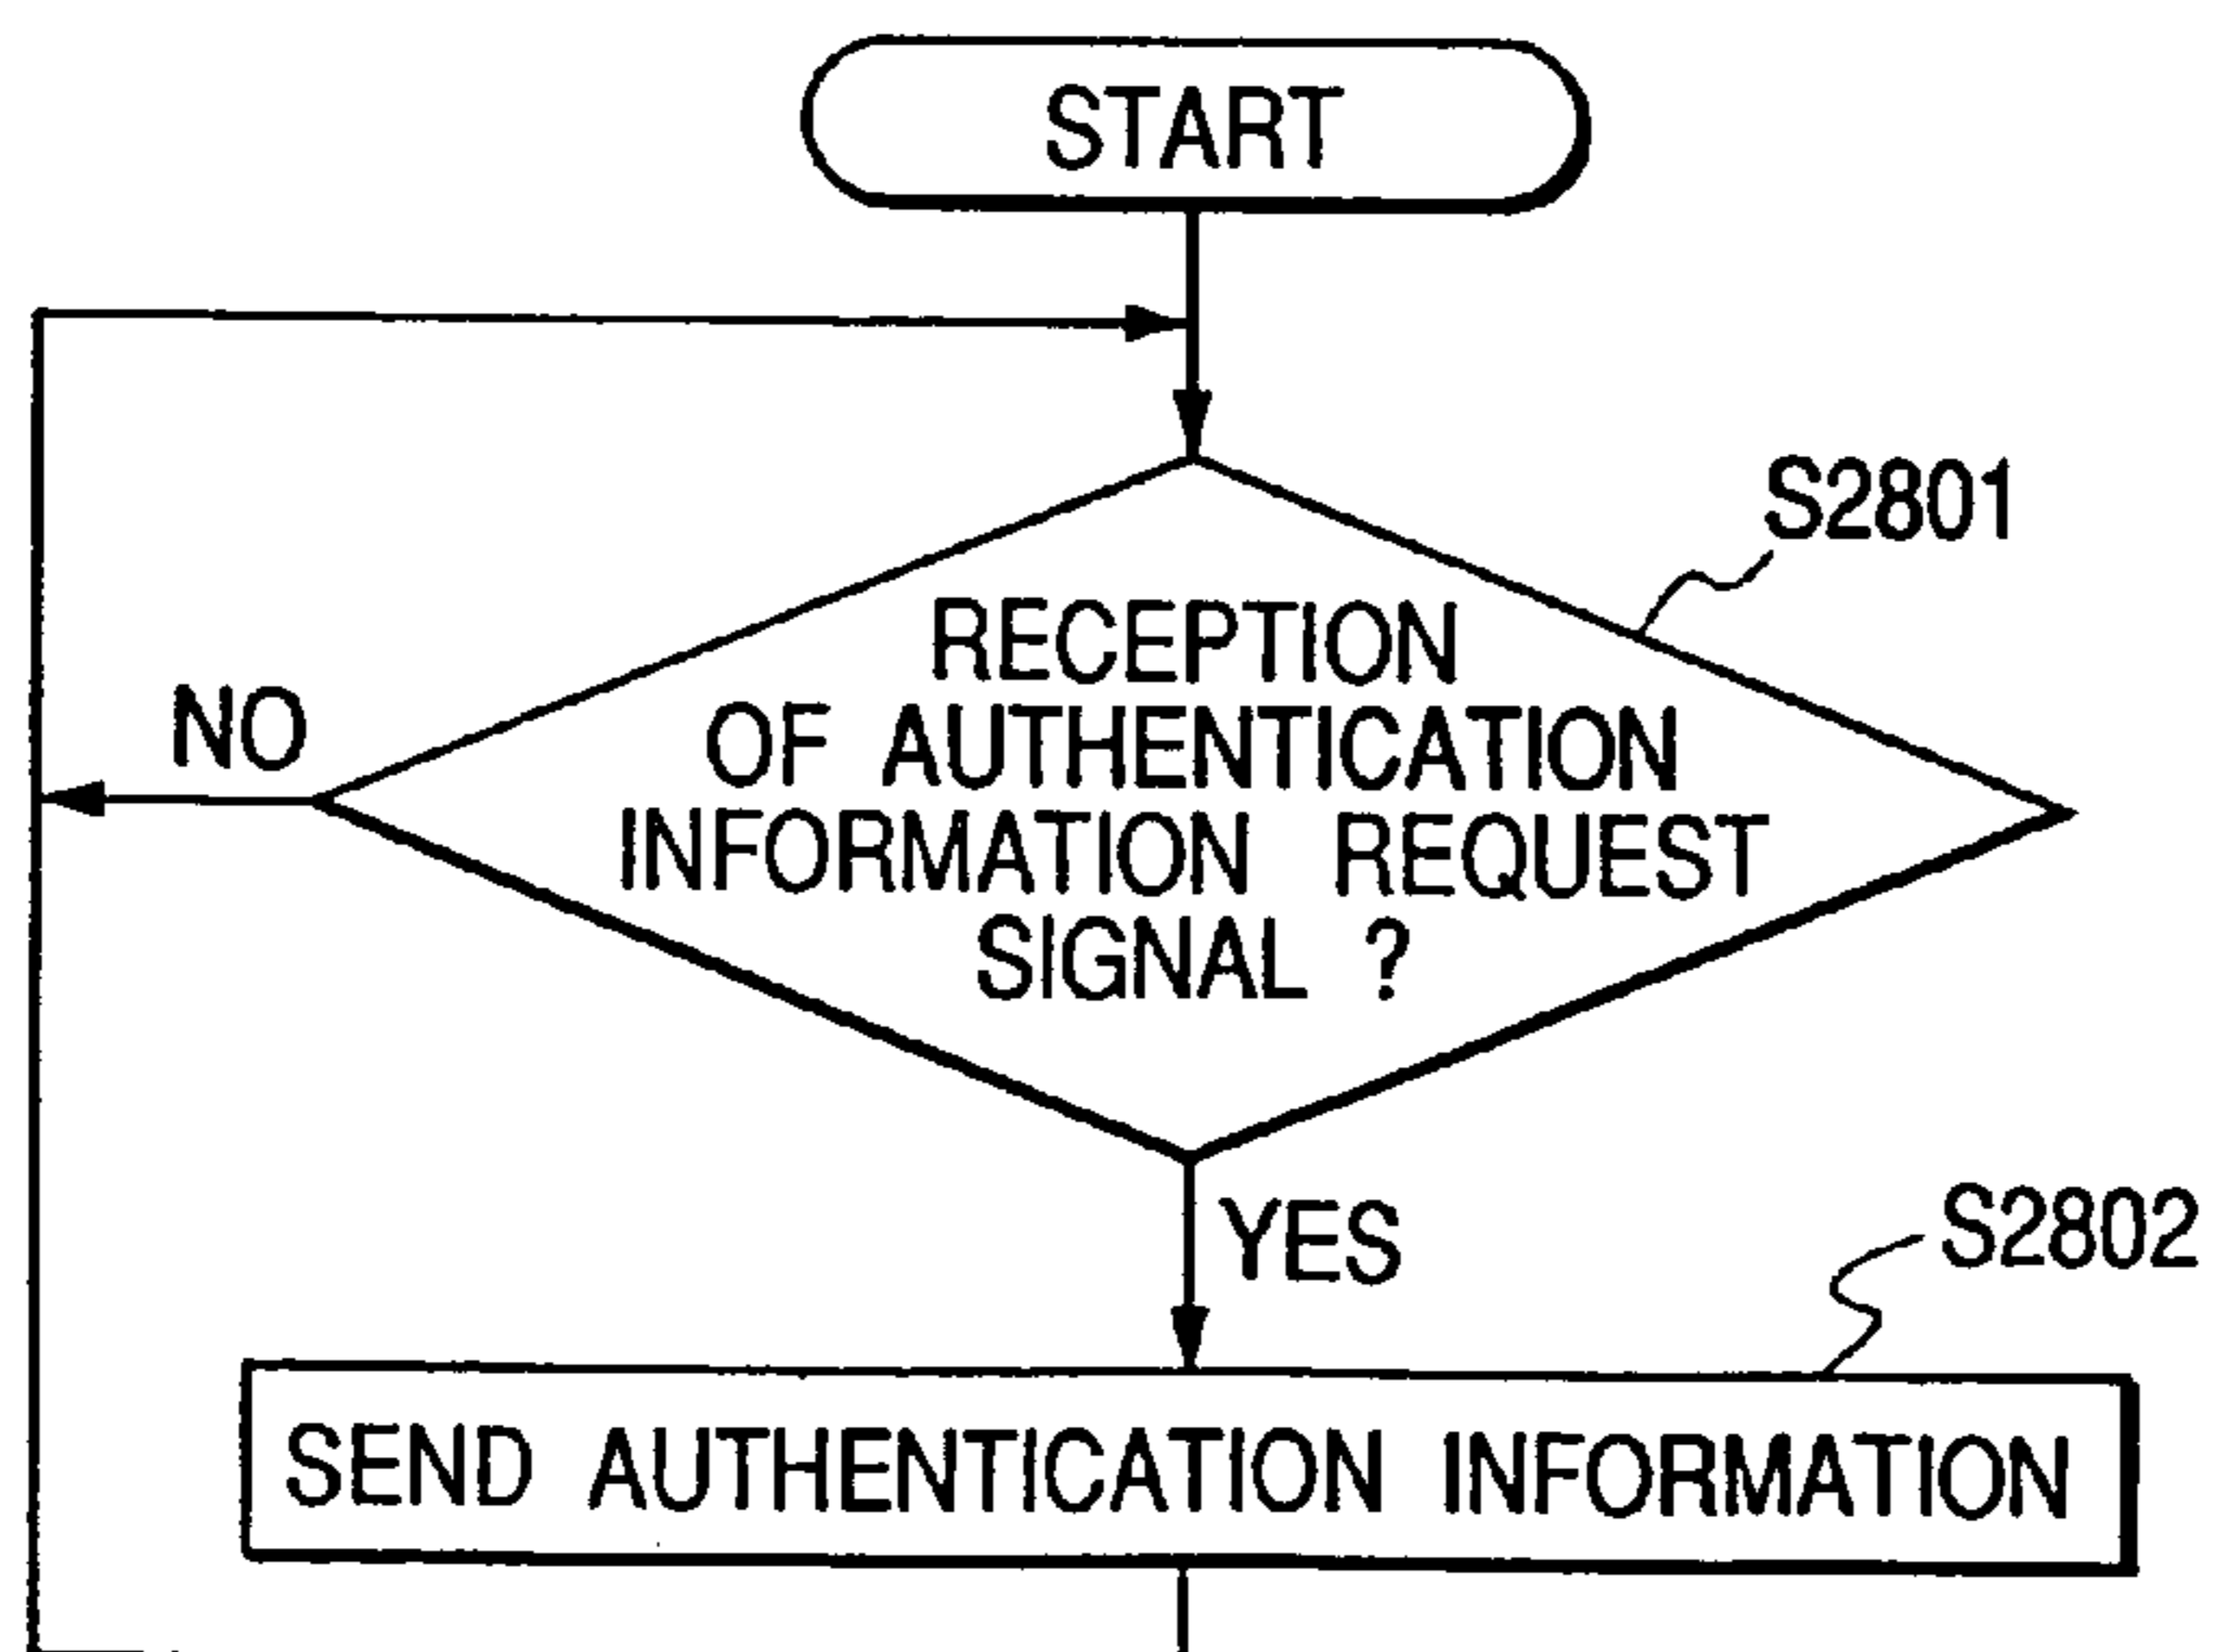 START
S2801
RECEPTION
OF AUTHENTICATION
INFORMATION REQUEST
SIGNAL ?
NO
YES
S2802
SEND AUTHENTICATION INFORMATION